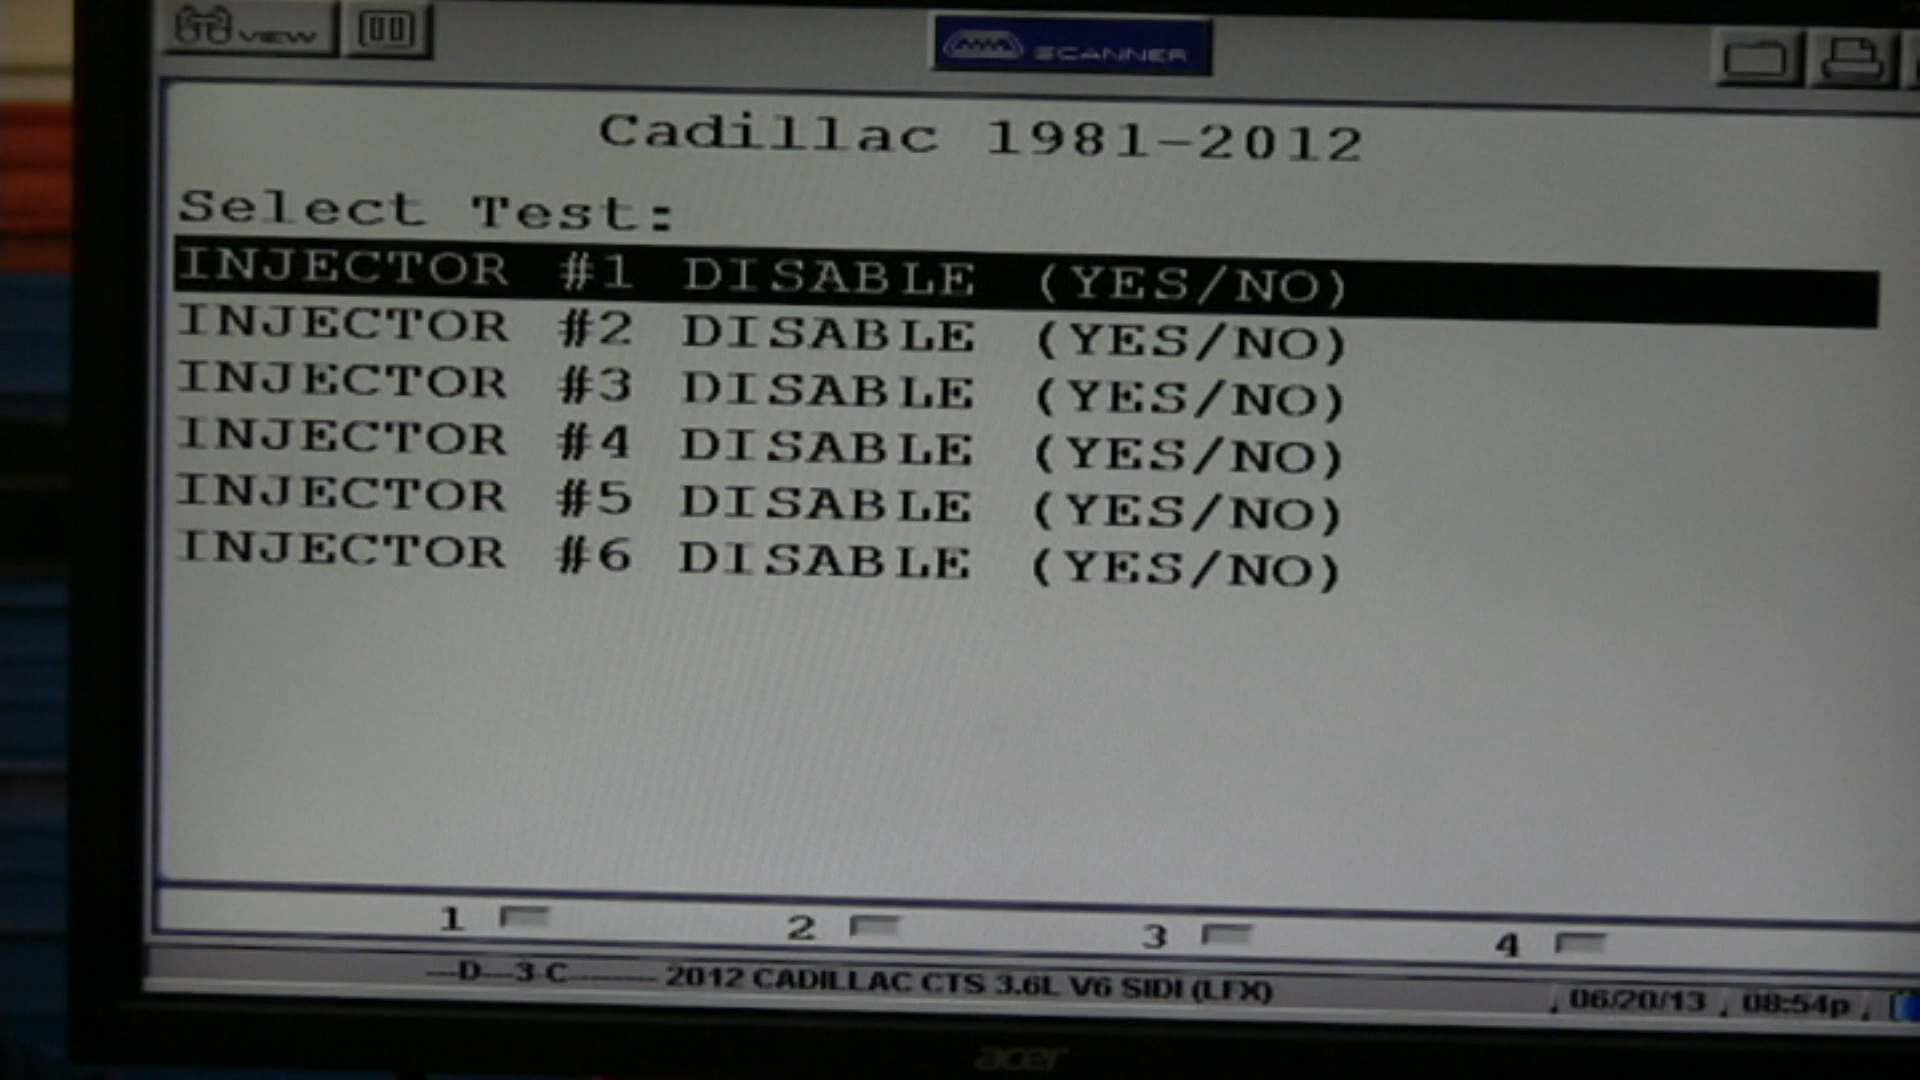 VIEW
SCANNER
Cadillac 1981-2012
Select Test:
INJECTOR #1 DISABLE (YES/NO)
INJECTOR #2 DISABLE (YES/NO)
INJECTOR #3 DISABLE (YES/NO)
INJECTOR #4 DISABLE (YES/NO)
INJECTOR #5 DISABLE (YES/NO)
INJECTOR #6 DISABLE (YES/NO)
1 2 3 4
---D---3-C-------- 2012 CADILLAC CTS 3.6L V6 SIDI (LFX) 06/20/13 08:54p
acer